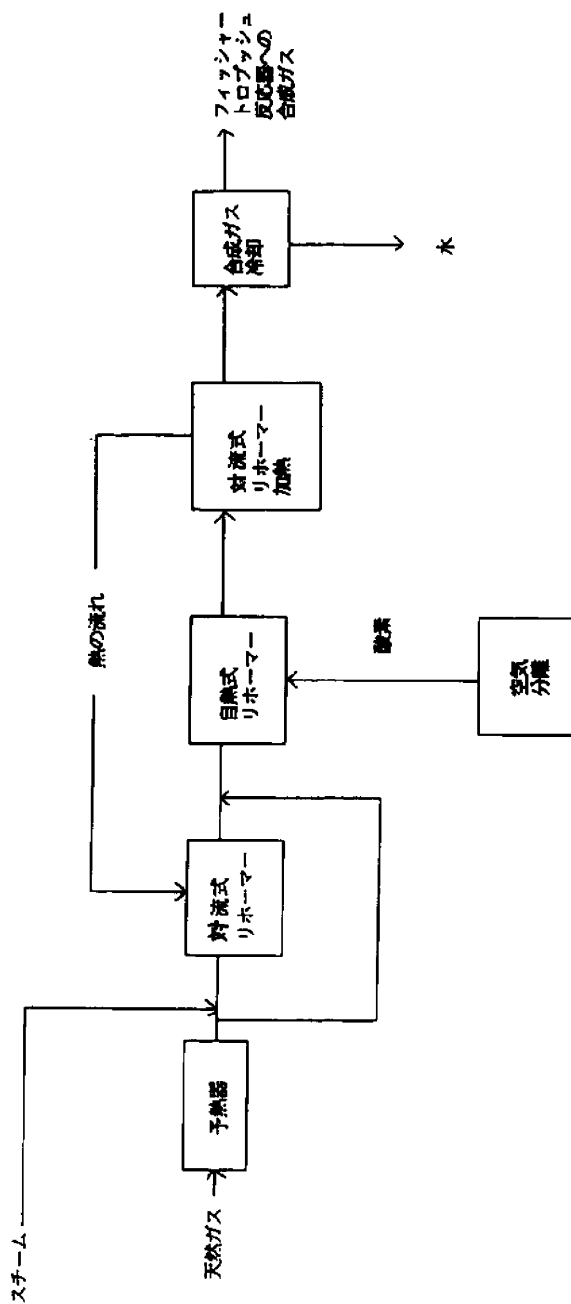 スチーム
天然ガス
予熱器
対流式
リホーマー
熱の流れ
自熱式
リホーマー
酸素
空気
分離
対流式
リホーマー
加熱
合成ガス
冷却
水
フィッシャー
トロプッシュ
反応器への
合成ガス